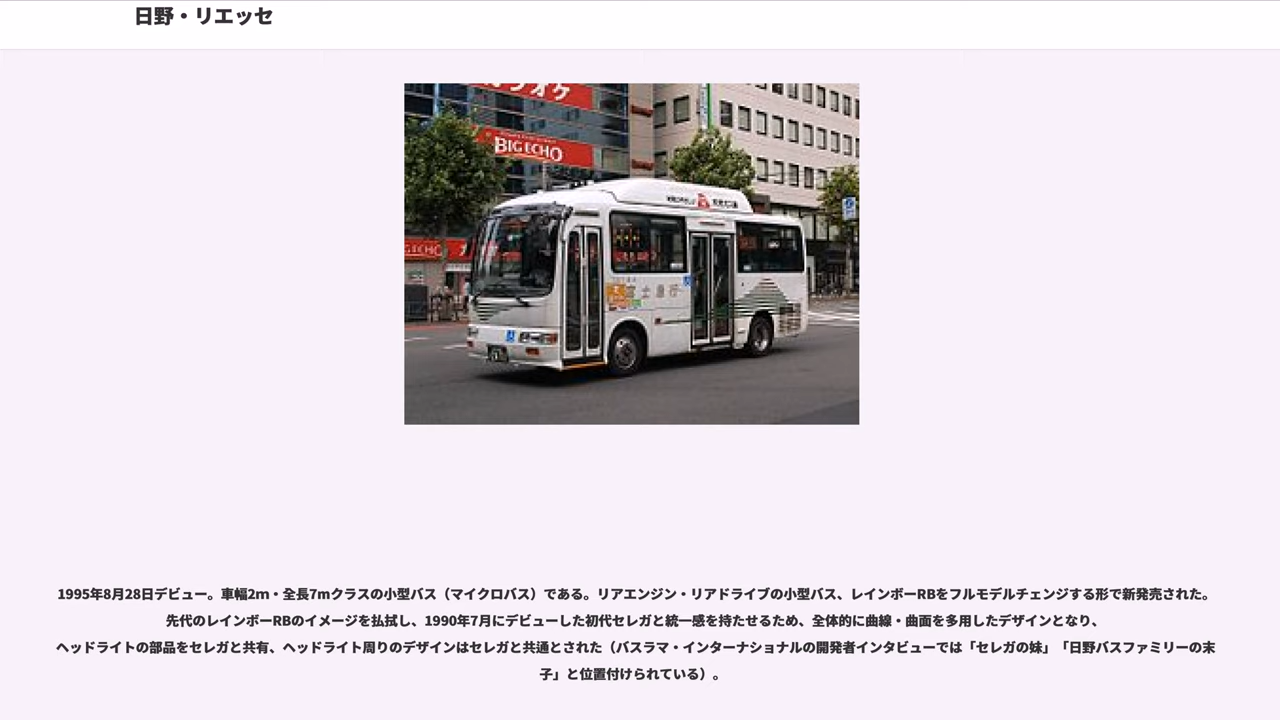 日野・リエッセ
カラオケ
BIG ECHO
BIG ECHO
富士急行
1995年8月28日デビュー。車幅2m・全長7mクラスの小型バス（マイクロバス）である。リアエンジン・リアドライブの小型バス、レインボーRBをフルモデルチェンジする形で新発売された。
先代のレインボーRBのイメージを払拭し、1990年7月にデビューした初代セレガと統一感を持たせるため、全体的に曲線・曲面を多用したデザインとなり、
ヘッドライトの部品をセレガと共有、ヘッドライト周りのデザインはセレガと共通とされた（バスラマ・インターナショナルの開発者インタビューでは「セレガの妹」「日野バスファミリーの末
子」と位置付けられている）。